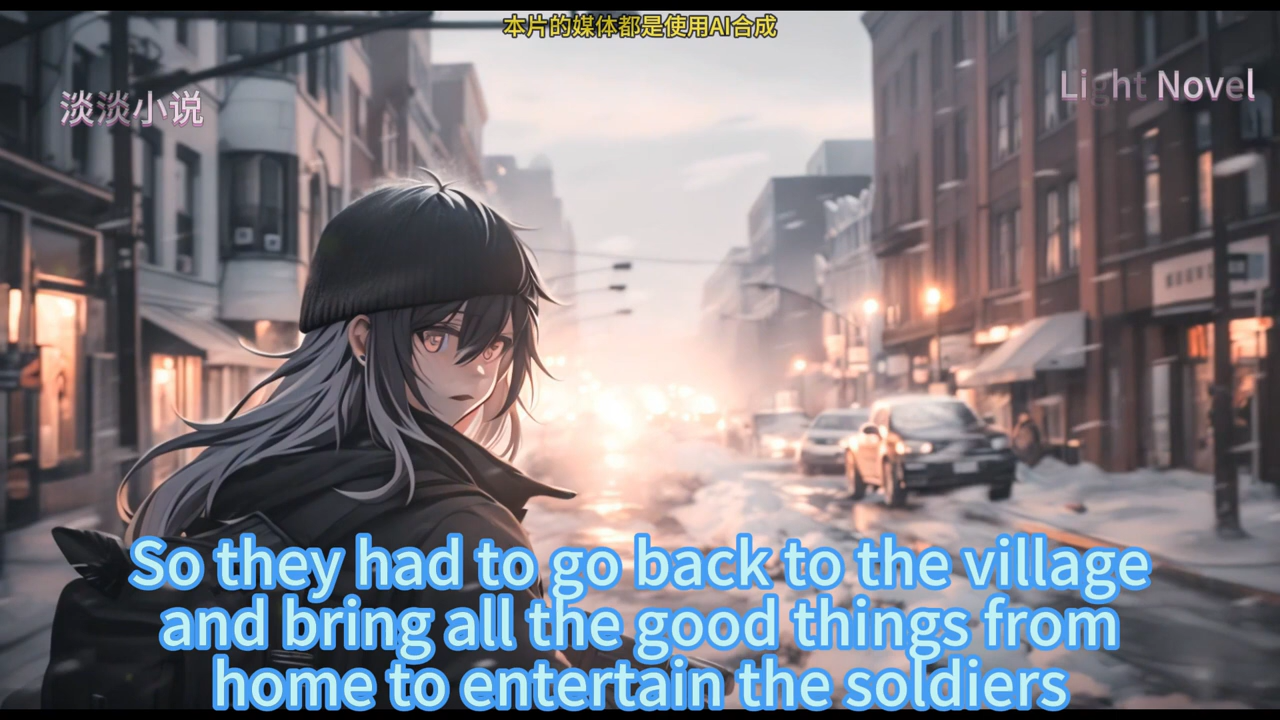 本片的媒体都是使用AI合成
淡淡小说
Light Novel
So they had to go back to the village
and bring all the good things from
home to entertain the soldiers